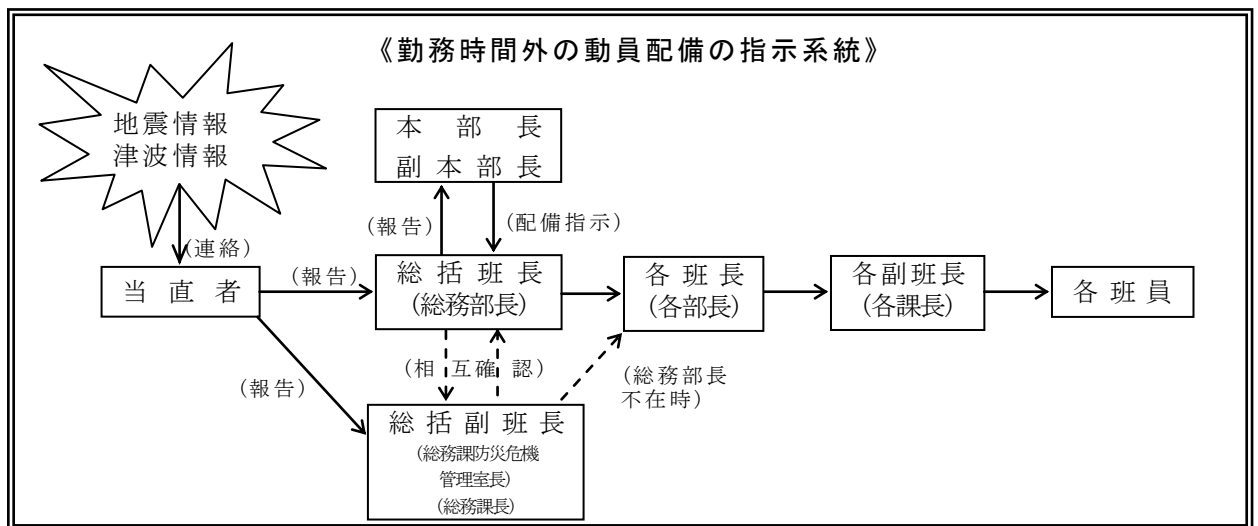 《勤務時間外の動員配備の指示系統》
地震情報
津波情報
本部長
副本部長
(報告)
(配備指示)
(連絡)
当直者
(報告)
総括班長
(総務部長)
各班長
(各部長)
各副班長
(各課長)
各班員
(相互確認)
(報告)
(総務部長
不在時)
総括副班長
(総務課防災危機
管理室長)
(総務課長)